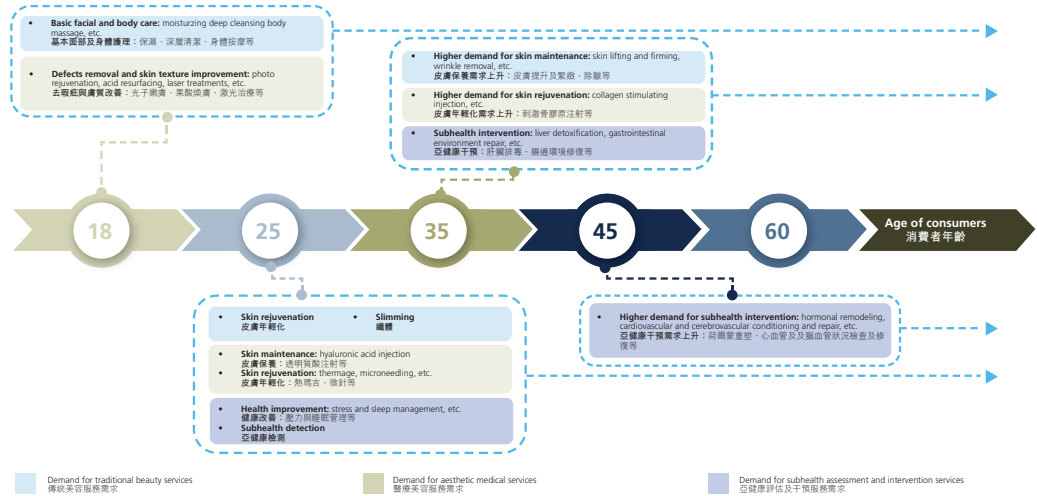 • Basic facial and body care: moisturzing deep cleansing body
massage, etc.
基本面部及身體護理：保濕、深層清潔、身體按摩等
• Defects removal and skin texture improvement: photo
rejuvenation, acid resurfacing, laser treatments, etc.
去瑕疵與膚質改善：光子嫩膚、果酸煥膚、激光治療等
• Higher demand for skin maintenance: skin lifting and firming,
wrinkle removal, etc.
皮膚保養需求上升：皮膚提升及緊緻、除皺等
• Higher demand for skin rejuvenation: collagen stimulating
injection, etc.
皮膚年輕化需求上升：刺激骨膠原注射等
• Subhealth intervention: liver detoxification, gastrointestinal
environment repair, etc.
亞健康干預：肝臟排毒、腸道環境修復等
18
25
35
45
60
Age of consumers
消費者年齡
• Skin rejuvenation
皮膚年輕化
• Slimming
纖體
• Skin maintenance: hyaluronic acid injection
皮膚保養：透明質酸注射等
• Skin rejuvenation: thermage, microneedling, etc.
皮膚年輕化：熱瑪吉、微針等
• Health improvement: stress and sleep management, etc.
健康改善：壓力與睡眠管理等
• Subhealth detection
亞健康檢測
• Higher demand for subhealth intervention: hormonal remodeling,
cardiovascular and cerebrovascular conditioning and repair, etc.
亞健康干預需求上升：荷爾蒙重塑、心血管及及腦血管狀況檢查及修
復等
Demand for traditional beauty services
傳統美容服務需求
Demand for aesthetic medical services
醫療美容服務需求
Demand for subhealth assessment and intervention services
亞健康評估及干預服務需求